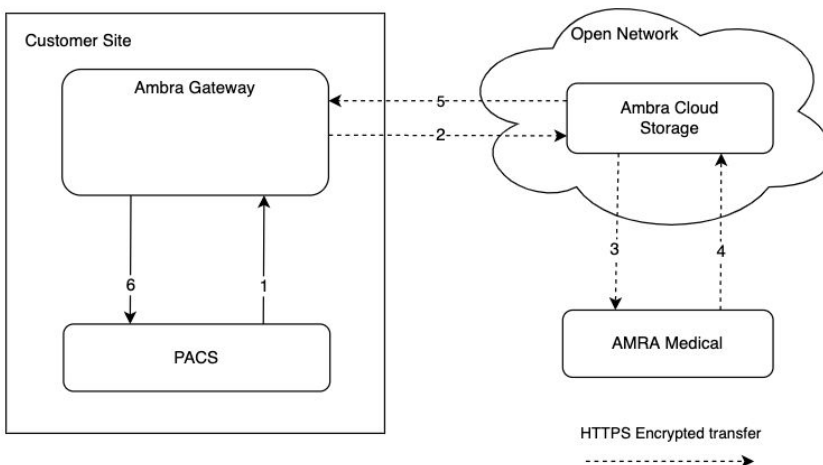 Customer Site
Open Network
Ambra Gateway
Ambra Cloud
Storage
5
2
3
4
6
1
PACS
AMRA Medical
HTTPS Encrypted transfer